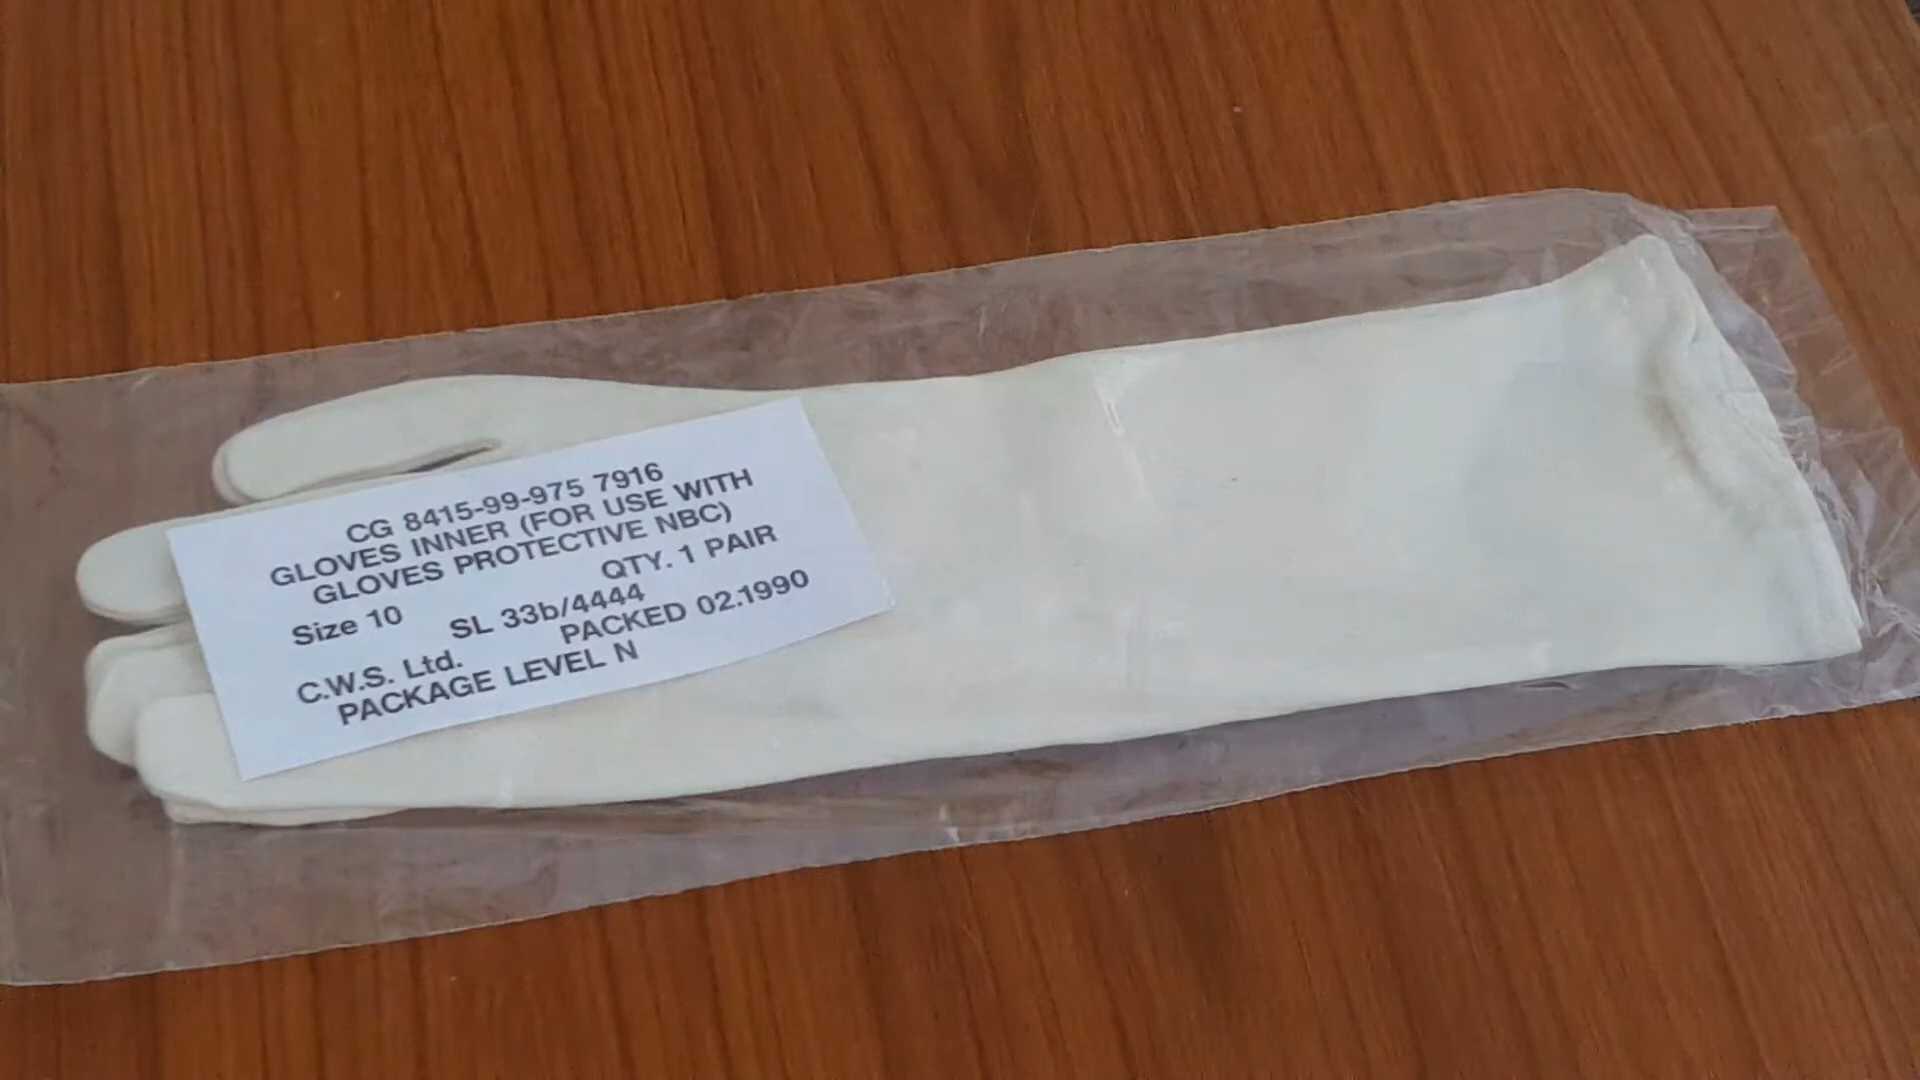 CG 8415-99-975 7916
GLOVES INNER (FOR USE WITH
GLOVES PROTECTIVE NBC)
QTY. 1 PAIR
Size 10
SL 33b/4444
PACKED 02.1990
C.W.S. Ltd.
PACKAGE LEVEL N